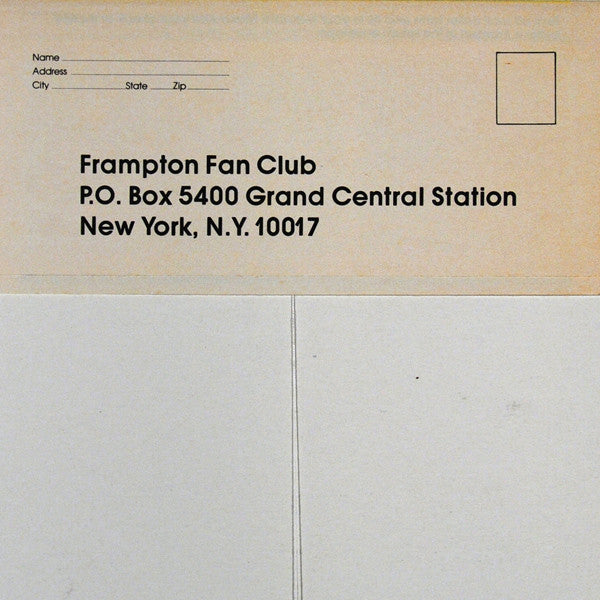 Name
Address
City State Zip
Frampton Fan Club
P.O. Box 5400 Grand Central Station
New York, N.Y. 10017